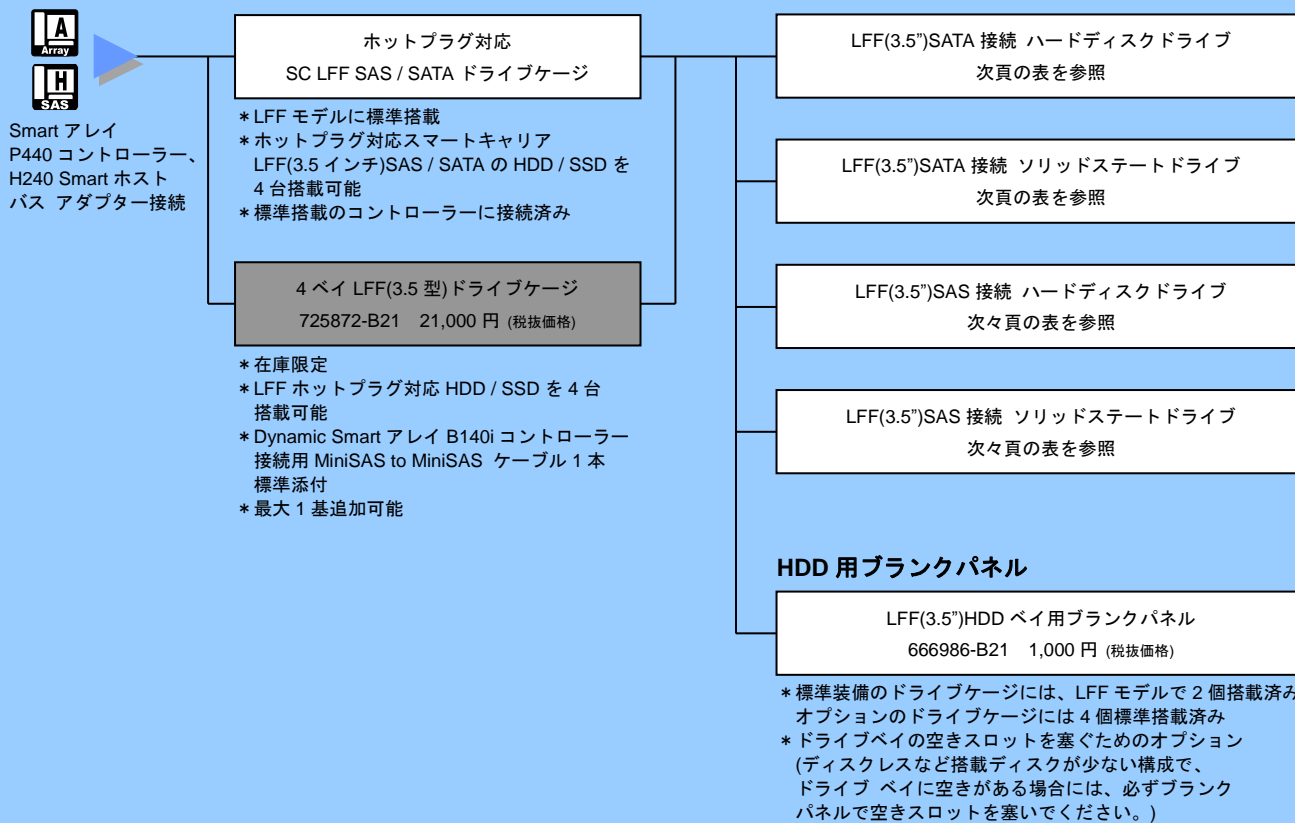 A
Array
H
SAS
Smart アレイ
P440 コントローラー、
H240 Smart ホスト
バス アダプター接続
ホットプラグ対応
SC LFF SAS / SATA ドライブケージ
＊LFF モデルに標準搭載
＊ホットプラグ対応スマートキャリア
LFF(3.5 インチ)SAS / SATA の HDD / SSD を
4 台搭載可能
＊標準搭載のコントローラーに接続済み
4 ベイ LFF(3.5 型)ドライブケージ
725872-B21 21,000 円 (税抜価格)
＊在庫限定
＊LFF ホットプラグ対応 HDD / SSD を 4 台
搭載可能
＊Dynamic Smart アレイ B140i コントローラー
接続用 MiniSAS to MiniSAS ケーブル 1 本
標準添付
＊最大 1 基追加可能
LFF(3.5”)SATA 接続 ハードディスクドライブ
次頁の表を参照
LFF(3.5”)SATA 接続 ソリッドステートドライブ
次頁の表を参照
LFF(3.5”)SAS 接続 ハードディスクドライブ
次々頁の表を参照
LFF(3.5”)SAS 接続 ソリッドステートドライブ
次々頁の表を参照
HDD 用ブランクパネル
LFF(3.5”)HDD ベイ用ブランクパネル
666986-B21 1,000 円 (税抜価格)
＊標準装備のドライブケージには、LFF モデルで 2 個搭載済み
オプションのドライブケージには 4 個標準搭載済み
＊ドライブベイの空きスロットを塞ぐためのオプション
(ディスクレスなど搭載ディスクが少ない構成で、
ドライブ ベイに空きがある場合には、必ずブランク
パネルで空きスロットを塞いでください。)